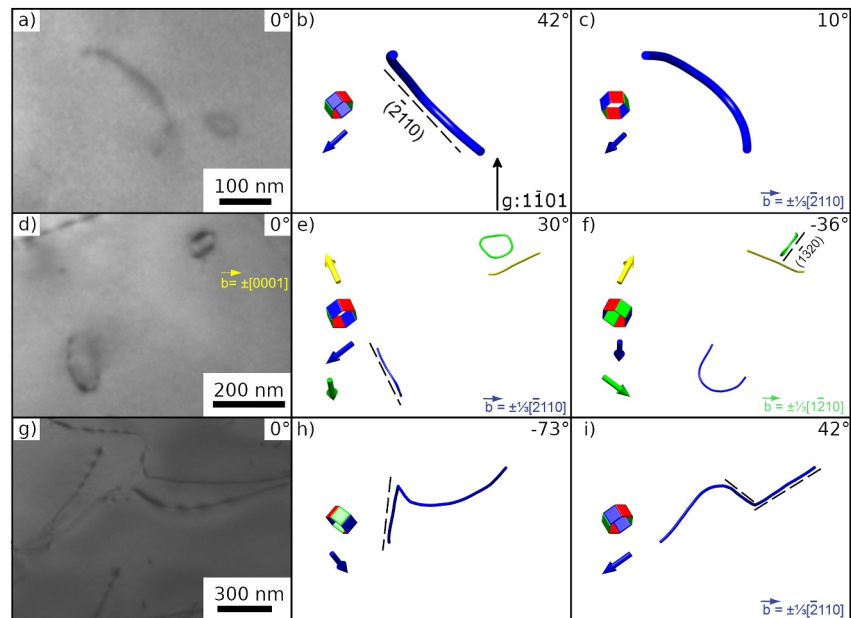 a)
0°
100 nm
b)
42°
(2̄110)
g:11̄01
c)
10°
b = ±⅓[2̄110]
d)
0°
b= ±[0001]
200 nm
e)
30°
b = ±⅓[2̄110]
f)
-36°
(1̄320)
b = ±⅓[12̄10]
g)
0°
300 nm
h)
-73°
i)
42°
b = ±⅓[2̄110]